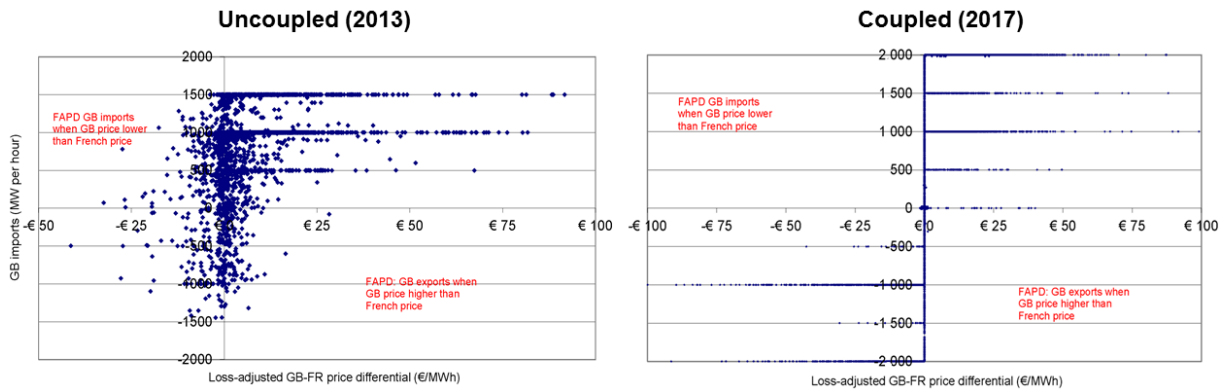 Uncoupled (2013)
2000
1500
1000
500
0
-500
-1000
-1500
-2000
-€ 50
-€ 25
€ 0
€ 25
€ 50
€ 75
€ 100
GB imports (MW per hour)
FAPD GB imports
when GB price lower
than French price
FAPD: GB exports when
GB price higher than
French price
Loss-adjusted GB-FR price differential (€/MWh)
Coupled (2017)
2 000
1 500
1 000
500
0
-500
-1 000
-1 500
-2 000
-€ 100
-€ 75
-€ 50
-€ 25
€ 0
€ 25
€ 50
€ 75
€ 100
FAPD GB imports
when GB price lower
than French price
FAPD: GB exports when
GB price higher than
French price
Loss-adjusted GB-FR price differential (€/MWh)